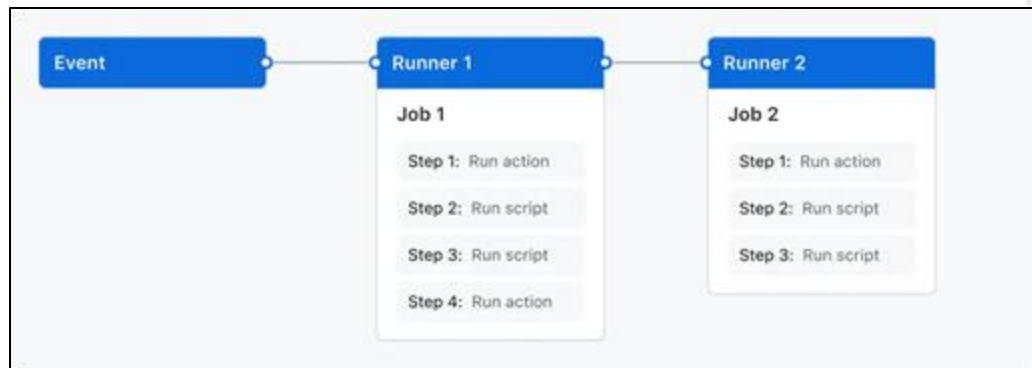 Event
Runner 1
Job 1
Step 1: Run action
Step 2: Run script
Step 3: Run script
Step 4: Run action
Runner 2
Job 2
Step 1: Run action
Step 2: Run script
Step 3: Run script